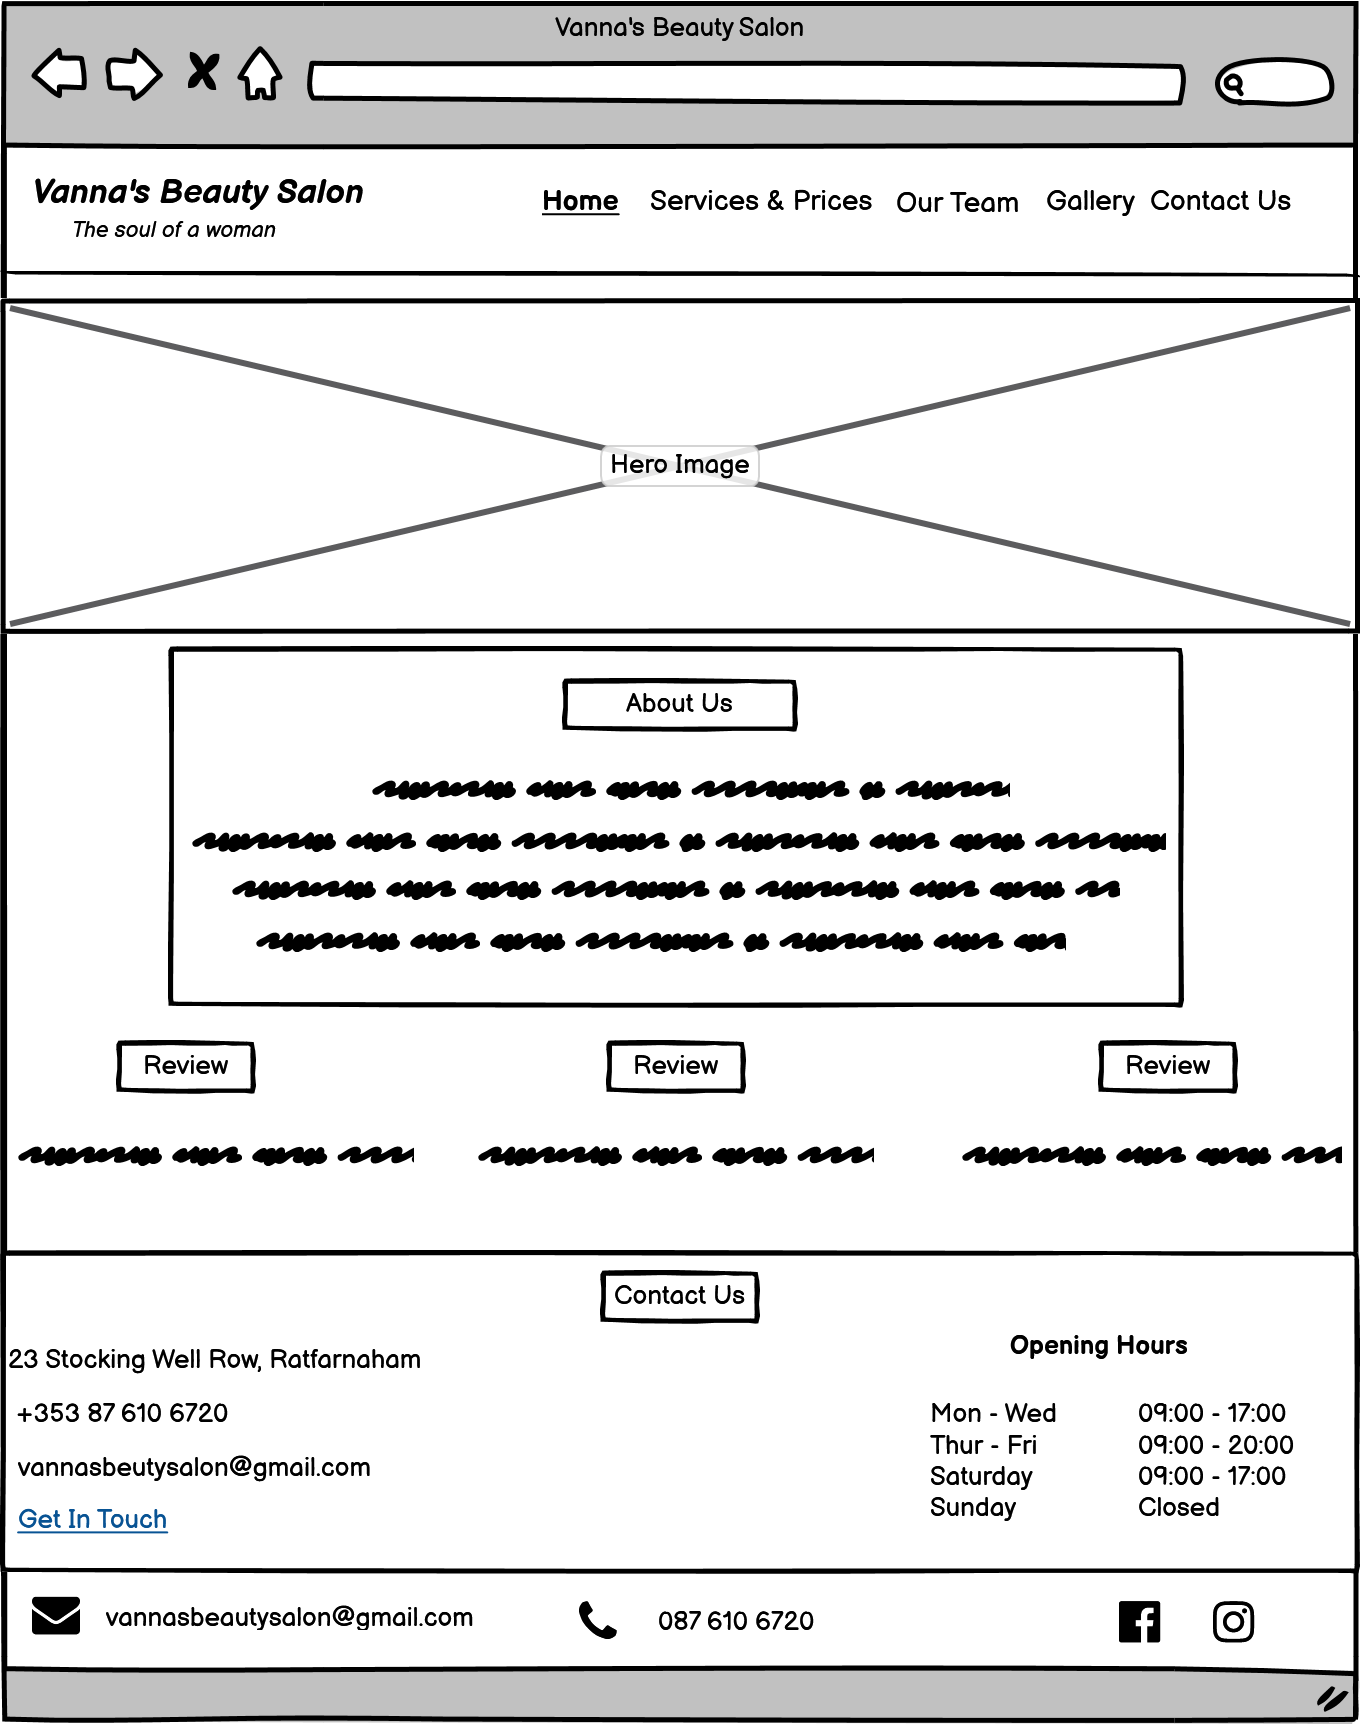 Vanna's Beauty Salon
Vanna's Beauty Salon
The soul of a woman
Home Services & Prices Our Team Gallery Contact Us
Hero Image
About Us
Review Review Review
Contact Us
23 Stocking Well Row, Ratfarnaham
+353 87 610 6720
vannasbeutysalon@gmail.com
Get In Touch
Opening Hours
Mon - Wed 09:00 - 17:00
Thur - Fri 09:00 - 20:00
Saturday 09:00 - 17:00
Sunday Closed
vannasbeautysalon@gmail.com 087 610 6720